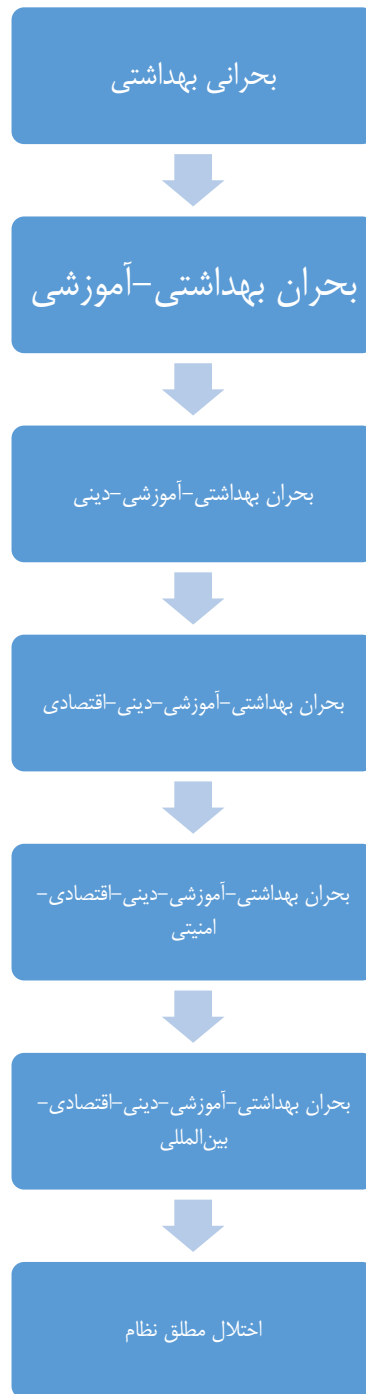 بحرانی بهداشتی
بحران بهداشتی-آموزشی
بحران بهداشتی-آموزشی-دینی
بحران بهداشتی-آموزشی-دینی-اقتصادی
بحران بهداشتی-آموزشی-دینی-اقتصادی-
امنیتی
بحران بهداشتی-آموزشی-دینی-اقتصادی-
بین‌المللی
اختلال مطلق نظام